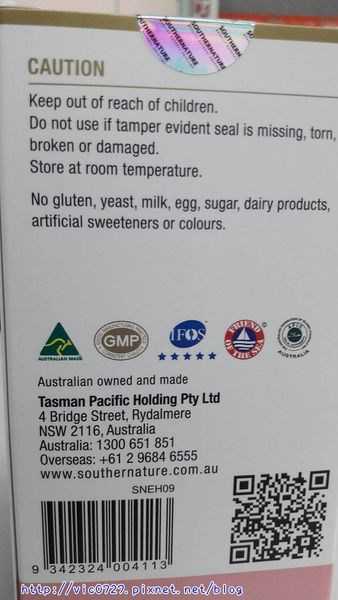 SOUTHERNATURE
CAUTION
Keep out of reach of children.
Do not use if tamper evident seal is missing, torn,
broken or damaged.
Store at room temperature.
No gluten, yeast, milk, egg, sugar, dairy products,
artificial sweeteners or colours.
AUSTRALIAN MADE
GMP
IFOS
FRIEND
OF THE SEA
AUSTRALIA
Australian owned and made
Tasman Pacific Holding Pty Ltd
4 Bridge Street, Rydalmere
NSW 2116, Australia
Australia: 1300 651 851
Overseas: +61 2 9684 6555
www.southernature.com.au
SNEH09
9 342324 004113
http://vic0729.pixnet.net/blog